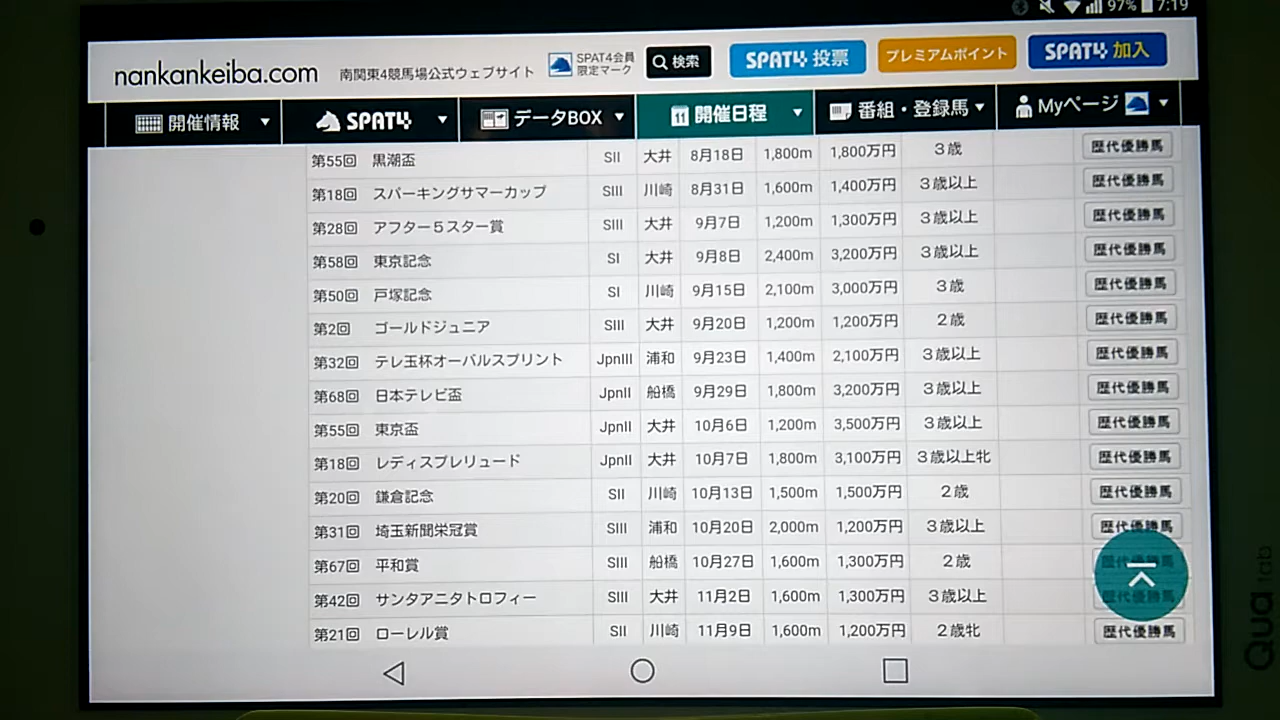 97% 7:19
nankankeiba.com 南関東4競馬場公式ウェブサイト SPAT4会員限定マーク 検索 SPAT4 投票 プレミアムポイント SPAT4 加入
開催情報 SPAT4 データBOX 11 開催日程 番組・登録馬 Myページ
第55回 黒潮盃 SII 大井 8月18日 1,800m 1,800万円 3歳 歴代優勝馬
第18回 スパーキングサマーカップ SIII 川崎 8月31日 1,600m 1,400万円 3歳以上 歴代優勝馬
第28回 アフター5スター賞 SIII 大井 9月7日 1,200m 1,300万円 3歳以上 歴代優勝馬
第58回 東京記念 SI 大井 9月8日 2,400m 3,200万円 3歳以上 歴代優勝馬
第50回 戸塚記念 SI 川崎 9月15日 2,100m 3,000万円 3歳 歴代優勝馬
第2回 ゴールドジュニア SIII 大井 9月20日 1,200m 1,200万円 2歳 歴代優勝馬
第32回 テレ玉杯オーバルスプリント JpnIII 浦和 9月23日 1,400m 2,100万円 3歳以上 歴代優勝馬
第68回 日本テレビ盃 JpnII 船橋 9月29日 1,800m 3,200万円 3歳以上 歴代優勝馬
第55回 東京盃 JpnII 大井 10月6日 1,200m 3,500万円 3歳以上 歴代優勝馬
第18回 レディスプレリュード JpnII 大井 10月7日 1,800m 3,100万円 3歳以上牝 歴代優勝馬
第20回 鎌倉記念 SII 川崎 10月13日 1,500m 1,500万円 2歳 歴代優勝馬
第31回 埼玉新聞栄冠賞 SIII 浦和 10月20日 2,000m 1,200万円 3歳以上 歴代優勝馬
第67回 平和賞 SIII 船橋 10月27日 1,600m 1,300万円 2歳 歴代優勝馬
第42回 サンタアニタトロフィー SIII 大井 11月2日 1,600m 1,300万円 3歳以上 歴代優勝馬
第21回 ローレル賞 SII 川崎 11月9日 1,600m 1,200万円 2歳牝 歴代優勝馬
Qua tab